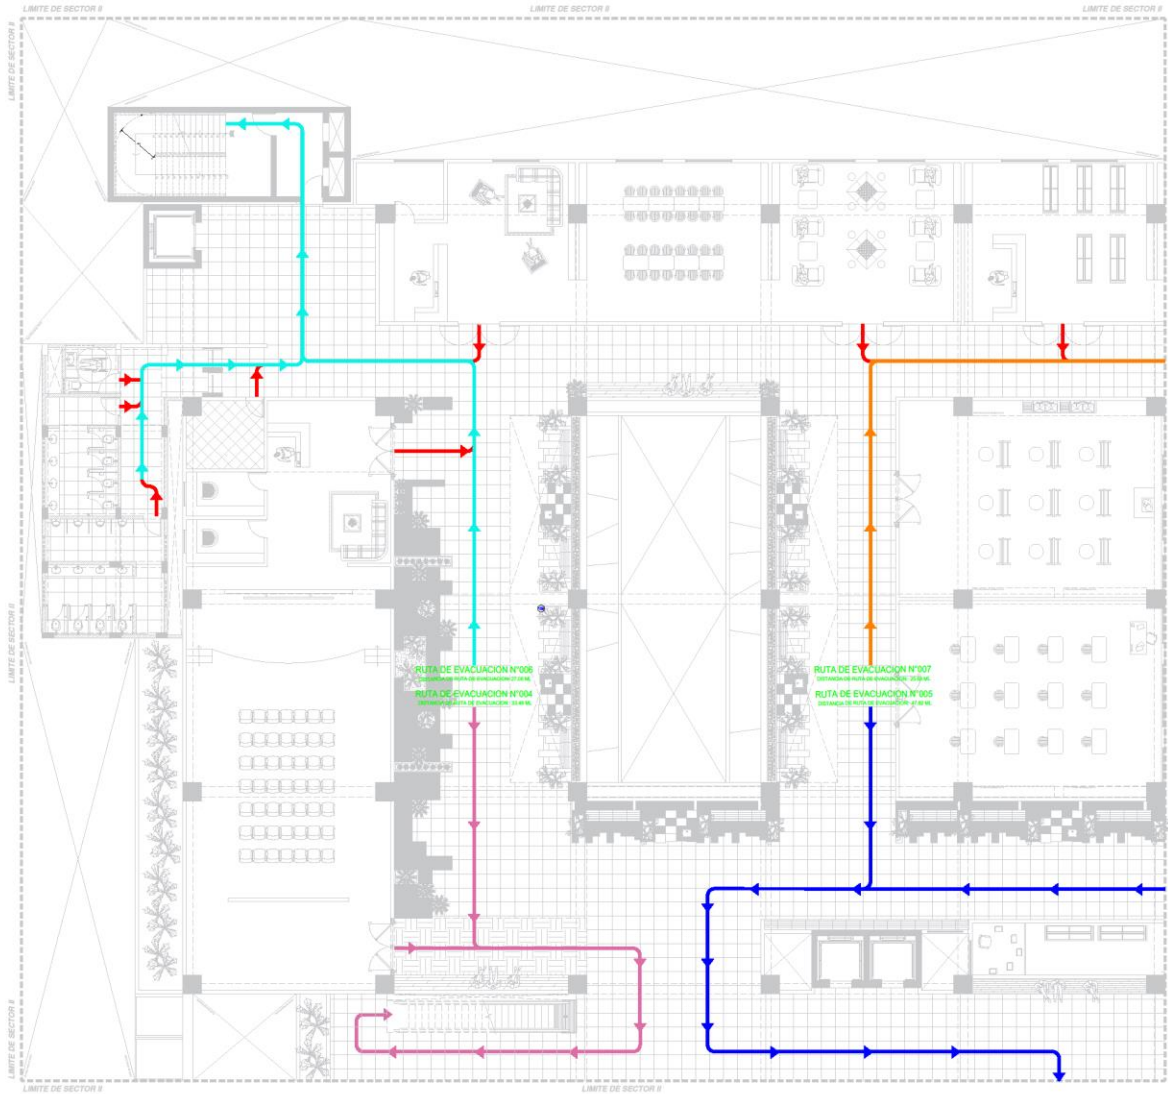 LIMITE DE SECTOR II
LIMITE DE SECTOR II
LIMITE DE SECTOR II
LIMITE DE SECTOR II
LIMITE DE SECTOR II
LIMITE DE SECTOR II
RUTA DE EVACUACION N°006
RUTA DE EVACUACION N°004
RUTA DE EVACUACION N°007
RUTA DE EVACUACION N°005
LIMITE DE SECTOR II
LIMITE DE SECTOR II